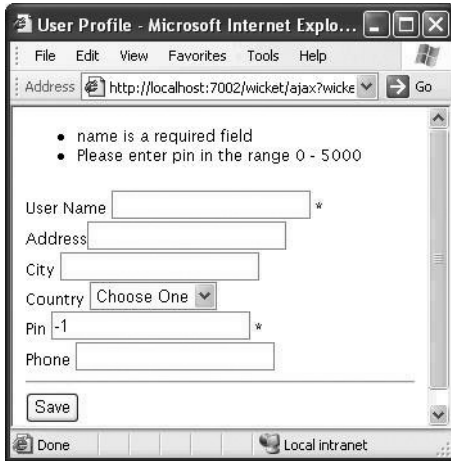 User Profile - Microsoft Internet Explo...
File Edit View Favorites Tools Help
Address http://localhost:7002/wicket/ajax?wicke Go
• name is a required field
• Please enter pin in the range 0 - 5000
User Name *
Address
City
Country Choose One
Pin -1 *
Phone
Save
Done Local intranet